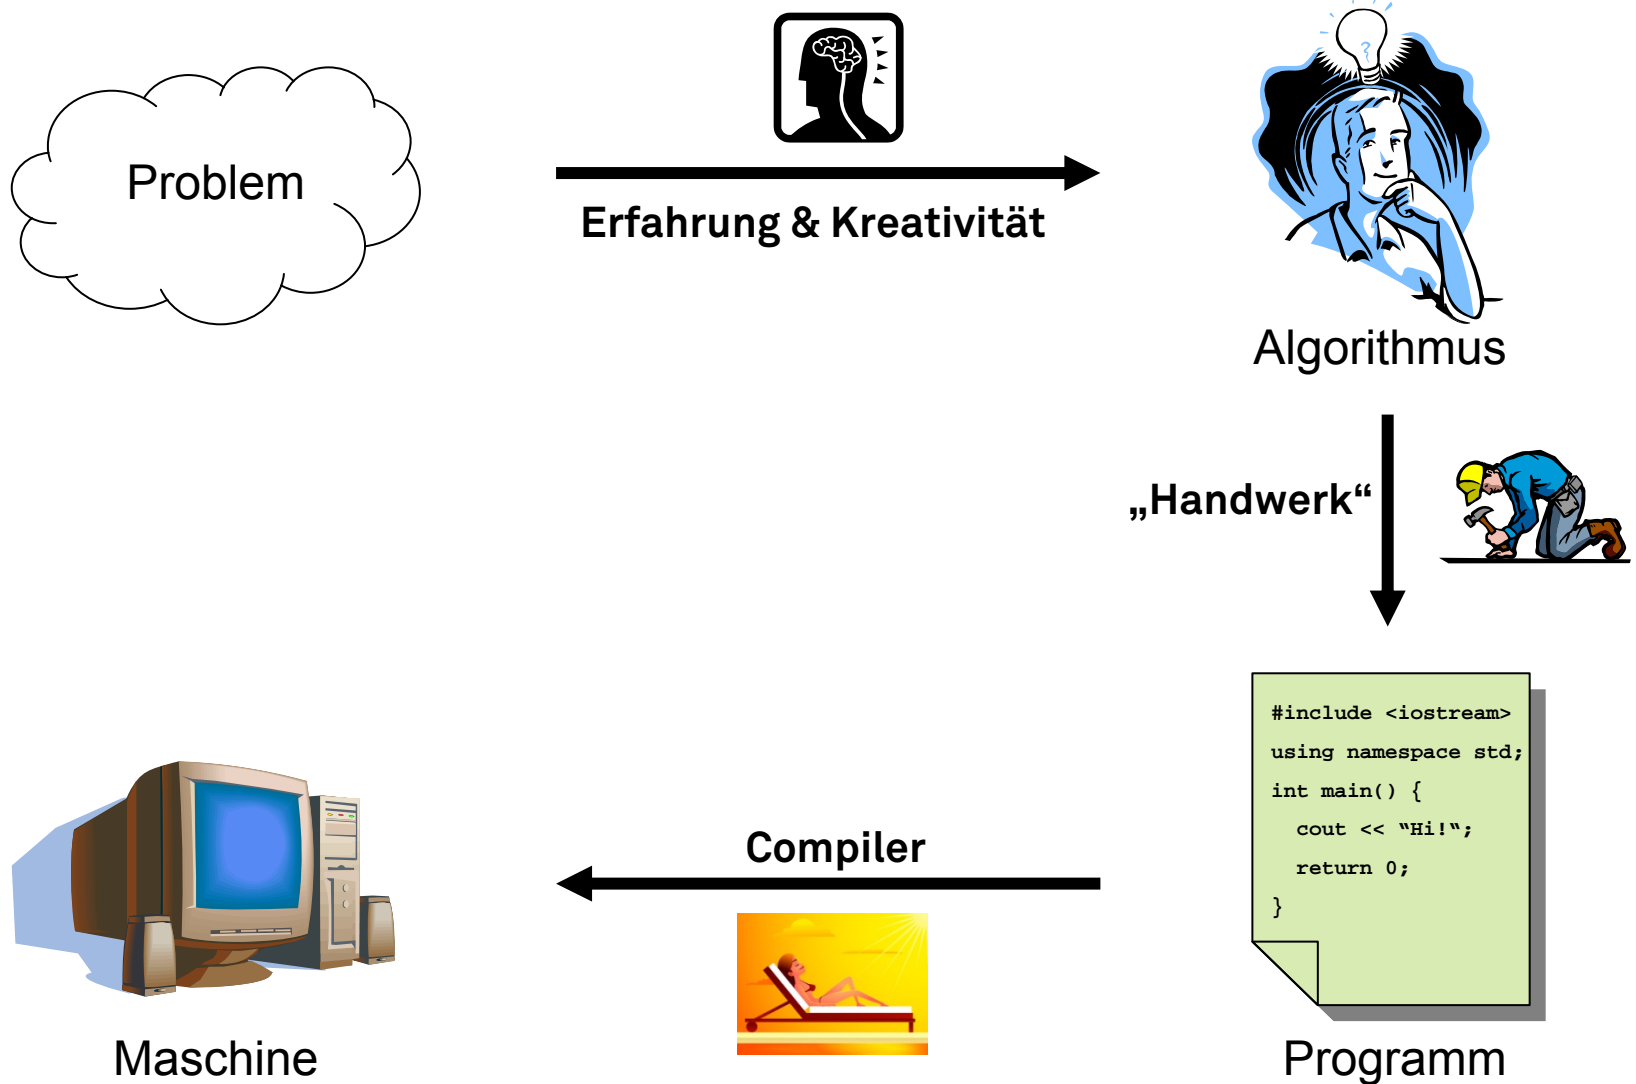 Problem
Erfahrung & Kreativität
?
Algorithmus
„Handwerk“
#include <iostream>
using namespace std;
int main() {
cout << “Hi!“;
return 0;
}
Compiler
Maschine
Programm